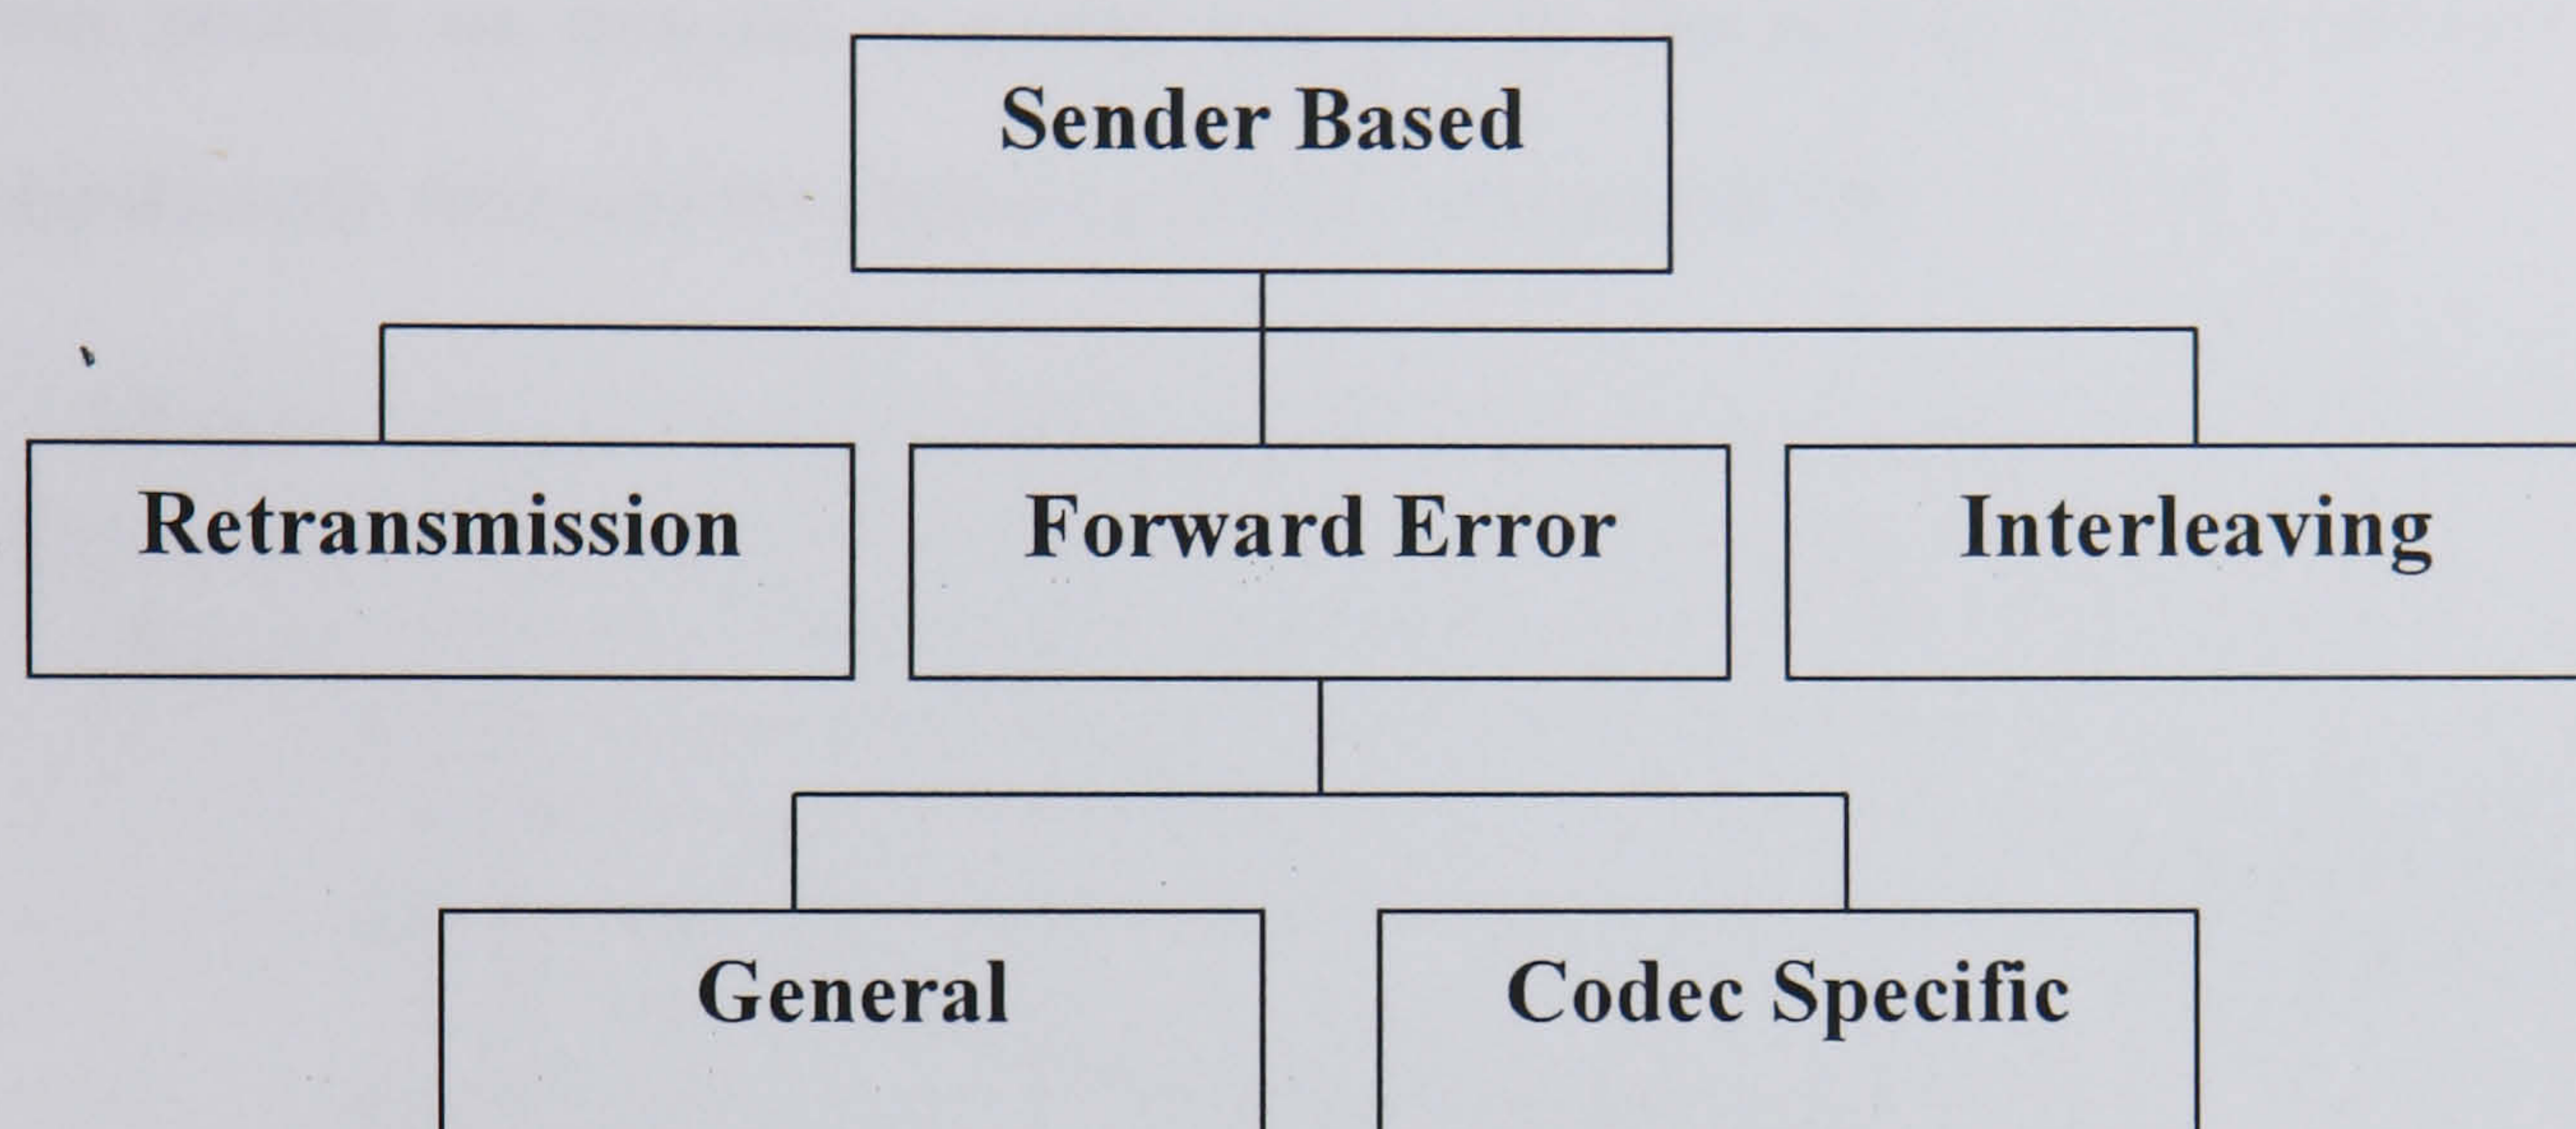 Sender Based
Retransmission
Forward Error
Interleaving
General
Codec Specific